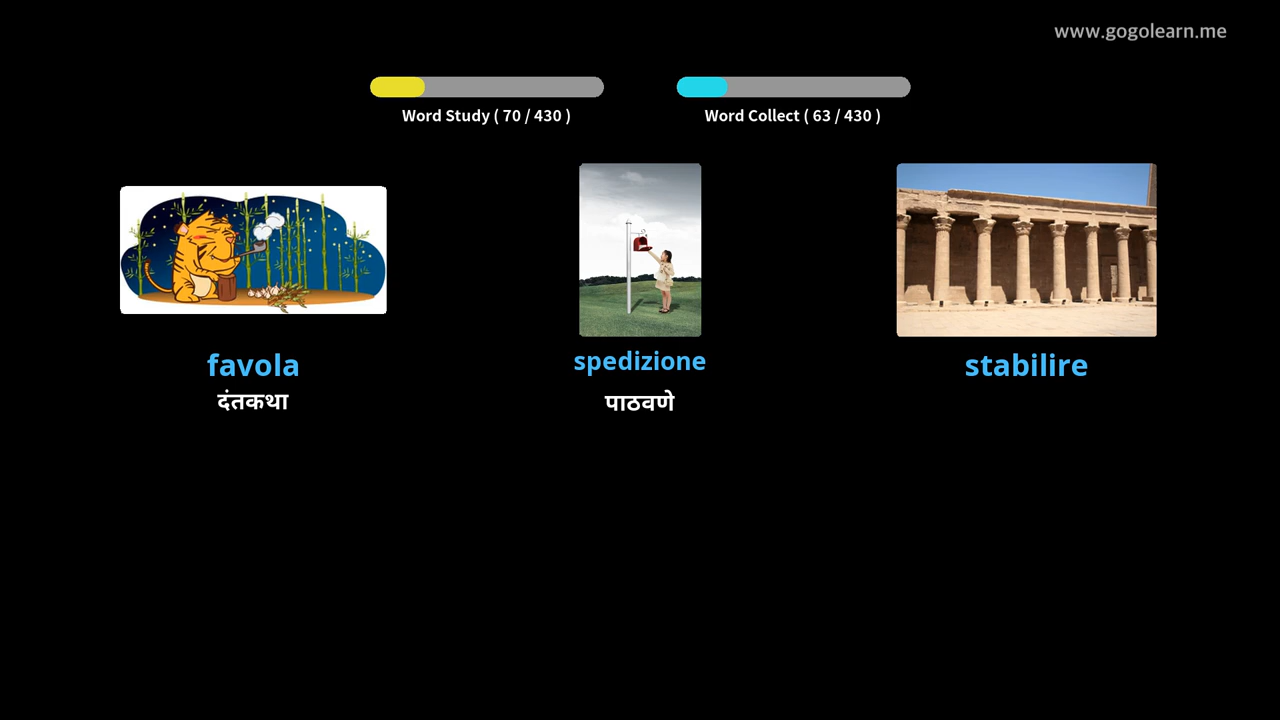 www.gogolearn.me
Word Study ( 70 / 430 )
Word Collect ( 63 / 430 )
favola
दंतकथा
spedizione
पाठवणे
stabilire